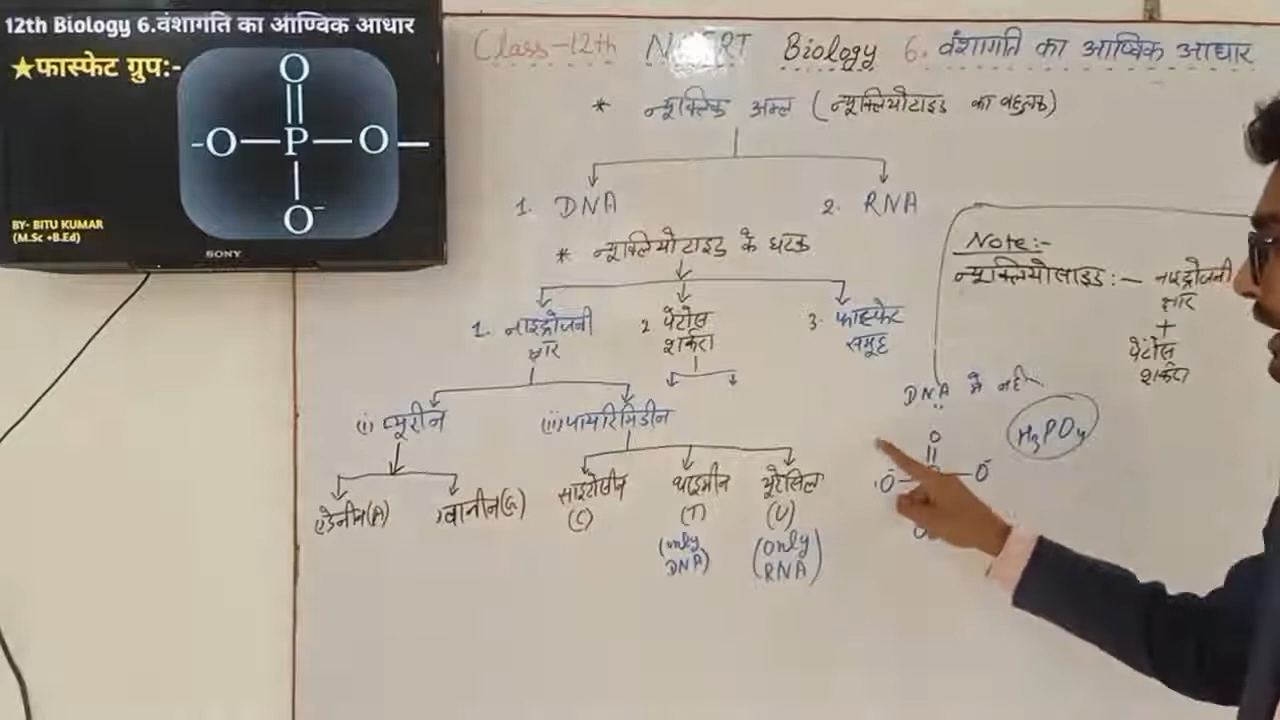 12th Biology 6.वंशागति का आण्विक आधार
★फास्फेट ग्रुप:-
O
-O—P—O—
O⁻
BY- BITU KUMAR
(M.Sc +B.Ed)
SONY
Class-12th NCERT Biology 6. वंशागति का आण्विक आधार
* न्यूक्लिक अम्ल (न्यूक्लियोटाइड का बहुलक)
1. DNA 2. RNA
* न्यूक्लियोटाइड के घटक
1. नाइट्रोजनी क्षार
2 पेंटोस शर्करा
3. फास्फेट समूह
(i) प्यूरीन (ii) पायरिमिडीन
एडेनीन(A) ग्वानीन(G)
साइटोसीन (C)
थाइमीन (T) (only DNA)
यूरेसिल (U) (only RNA)
Note:-
न्यूक्लियोसाइड :- नाइट्रोजनी क्षार
+
पेंटोस शर्करा
DNA में नही
H₃PO₄
O
O⁻ O⁻